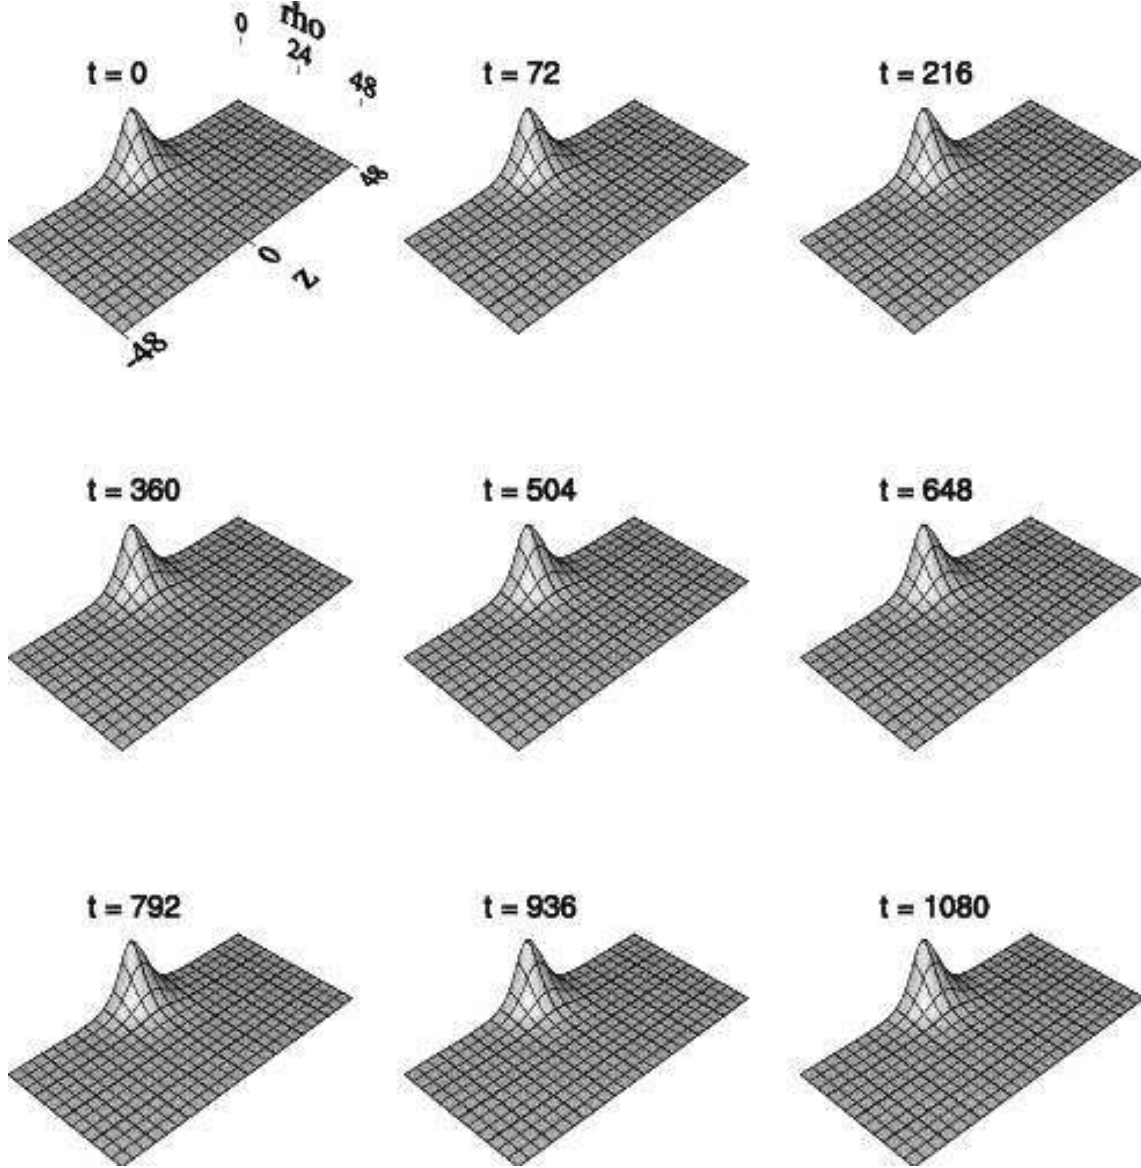 0 rho
24
48
t = 0
t = 72
t = 216
48
0
z
-48
t = 360
t = 504
t = 648
t = 792
t = 936
t = 1080